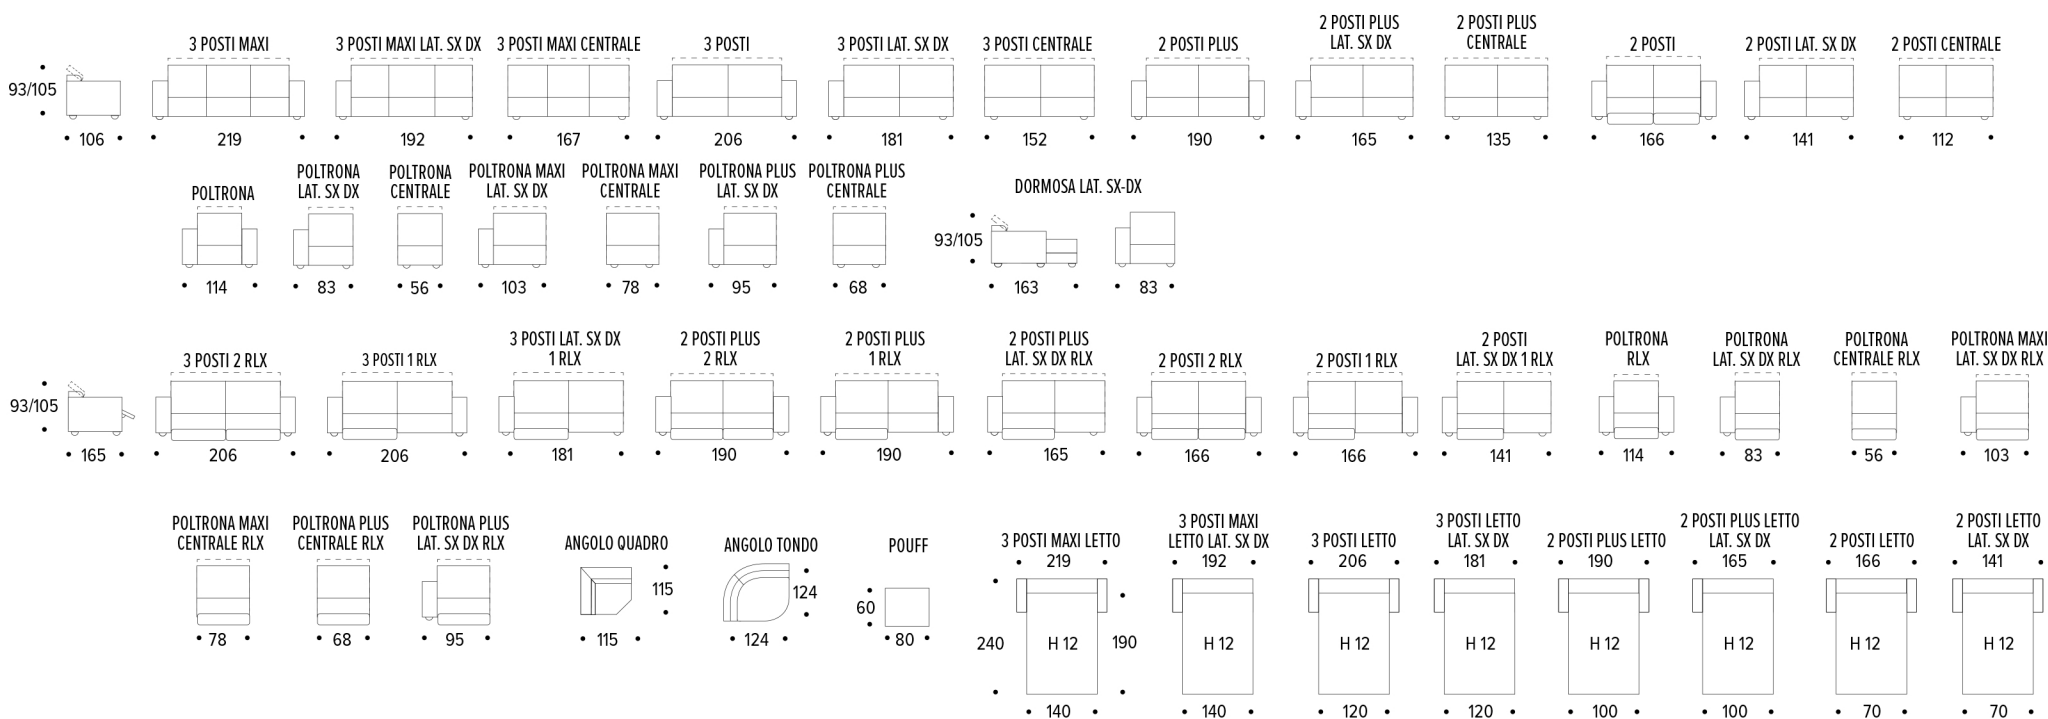 3 POSTI MAXI
3 POSTI MAXI LAT. SX DX
3 POSTI MAXI CENTRALE
3 POSTI
3 POSTI LAT. SX DX
3 POSTI CENTRALE
2 POSTI PLUS
2 POSTI PLUS
LAT. SX DX
2 POSTI PLUS
CENTRALE
2 POSTI
2 POSTI LAT. SX DX
2 POSTI CENTRALE
93/105
106
219
192
167
206
181
152
190
165
135
166
141
112
POLTRONA
POLTRONA
LAT. SX DX
POLTRONA
CENTRALE
POLTRONA MAXI
LAT. SX DX
POLTRONA MAXI
CENTRALE
POLTRONA PLUS
LAT. SX DX
POLTRONA PLUS
CENTRALE
DORMOSA LAT. SX-DX
93/105
114
83
56
103
78
95
68
163
83
3 POSTI 2 RLX
3 POSTI 1 RLX
3 POSTI LAT. SX DX
1 RLX
2 POSTI PLUS
2 RLX
2 POSTI PLUS
1 RLX
2 POSTI PLUS
LAT. SX DX RLX
2 POSTI 2 RLX
2 POSTI 1 RLX
2 POSTI
LAT. SX DX 1 RLX
POLTRONA
RLX
POLTRONA
LAT. SX DX RLX
POLTRONA
CENTRALE RLX
POLTRONA MAXI
LAT. SX DX RLX
93/105
165
206
206
181
190
190
165
166
166
141
114
83
56
103
POLTRONA MAXI
CENTRALE RLX
POLTRONA PLUS
CENTRALE RLX
POLTRONA PLUS
LAT. SX DX RLX
ANGOLO QUADRO
ANGOLO TONDO
POUFF
3 POSTI MAXI LETTO
219
3 POSTI MAXI
LETTO LAT. SX DX
192
3 POSTI LETTO
206
3 POSTI LETTO
LAT. SX DX
181
2 POSTI PLUS LETTO
190
2 POSTI PLUS LETTO
LAT. SX DX
165
2 POSTI LETTO
166
2 POSTI LETTO
LAT. SX DX
141
115
124
60
240
H 12
190
H 12
H 12
H 12
H 12
H 12
H 12
H 12
78
68
95
115
124
80
140
140
120
120
100
100
70
70